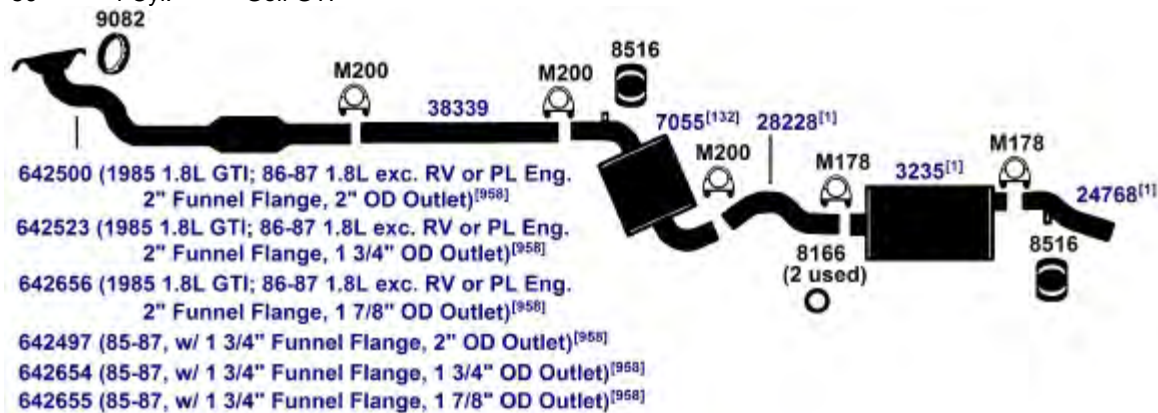 9082
8516
M200
M200
38339
7055[132]
28228[1]
M200
M178
3235[1]
M178
24768[1]
8516
8166
(2 used)
642500 (1985 1.8L GTI; 86-87 1.8L exc. RV or PL Eng.
2" Funnel Flange, 2" OD Outlet)[958]
642523 (1985 1.8L GTI; 86-87 1.8L exc. RV or PL Eng.
2" Funnel Flange, 1 3/4" OD Outlet)[958]
642656 (1985 1.8L GTI; 86-87 1.8L exc. RV or PL Eng.
2" Funnel Flange, 1 7/8" OD Outlet)[958]
642497 (85-87, w/ 1 3/4" Funnel Flange, 2" OD Outlet)[958]
642654 (85-87, w/ 1 3/4" Funnel Flange, 1 3/4" OD Outlet)[958]
642655 (85-87, w/ 1 3/4" Funnel Flange, 1 7/8" OD Outlet)[958]